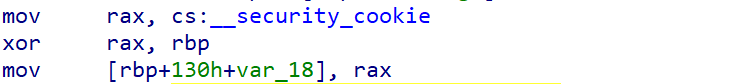 mov rax, cs:__security_cookie
xor rax, rbp
mov [rbp+130h+var_18], rax